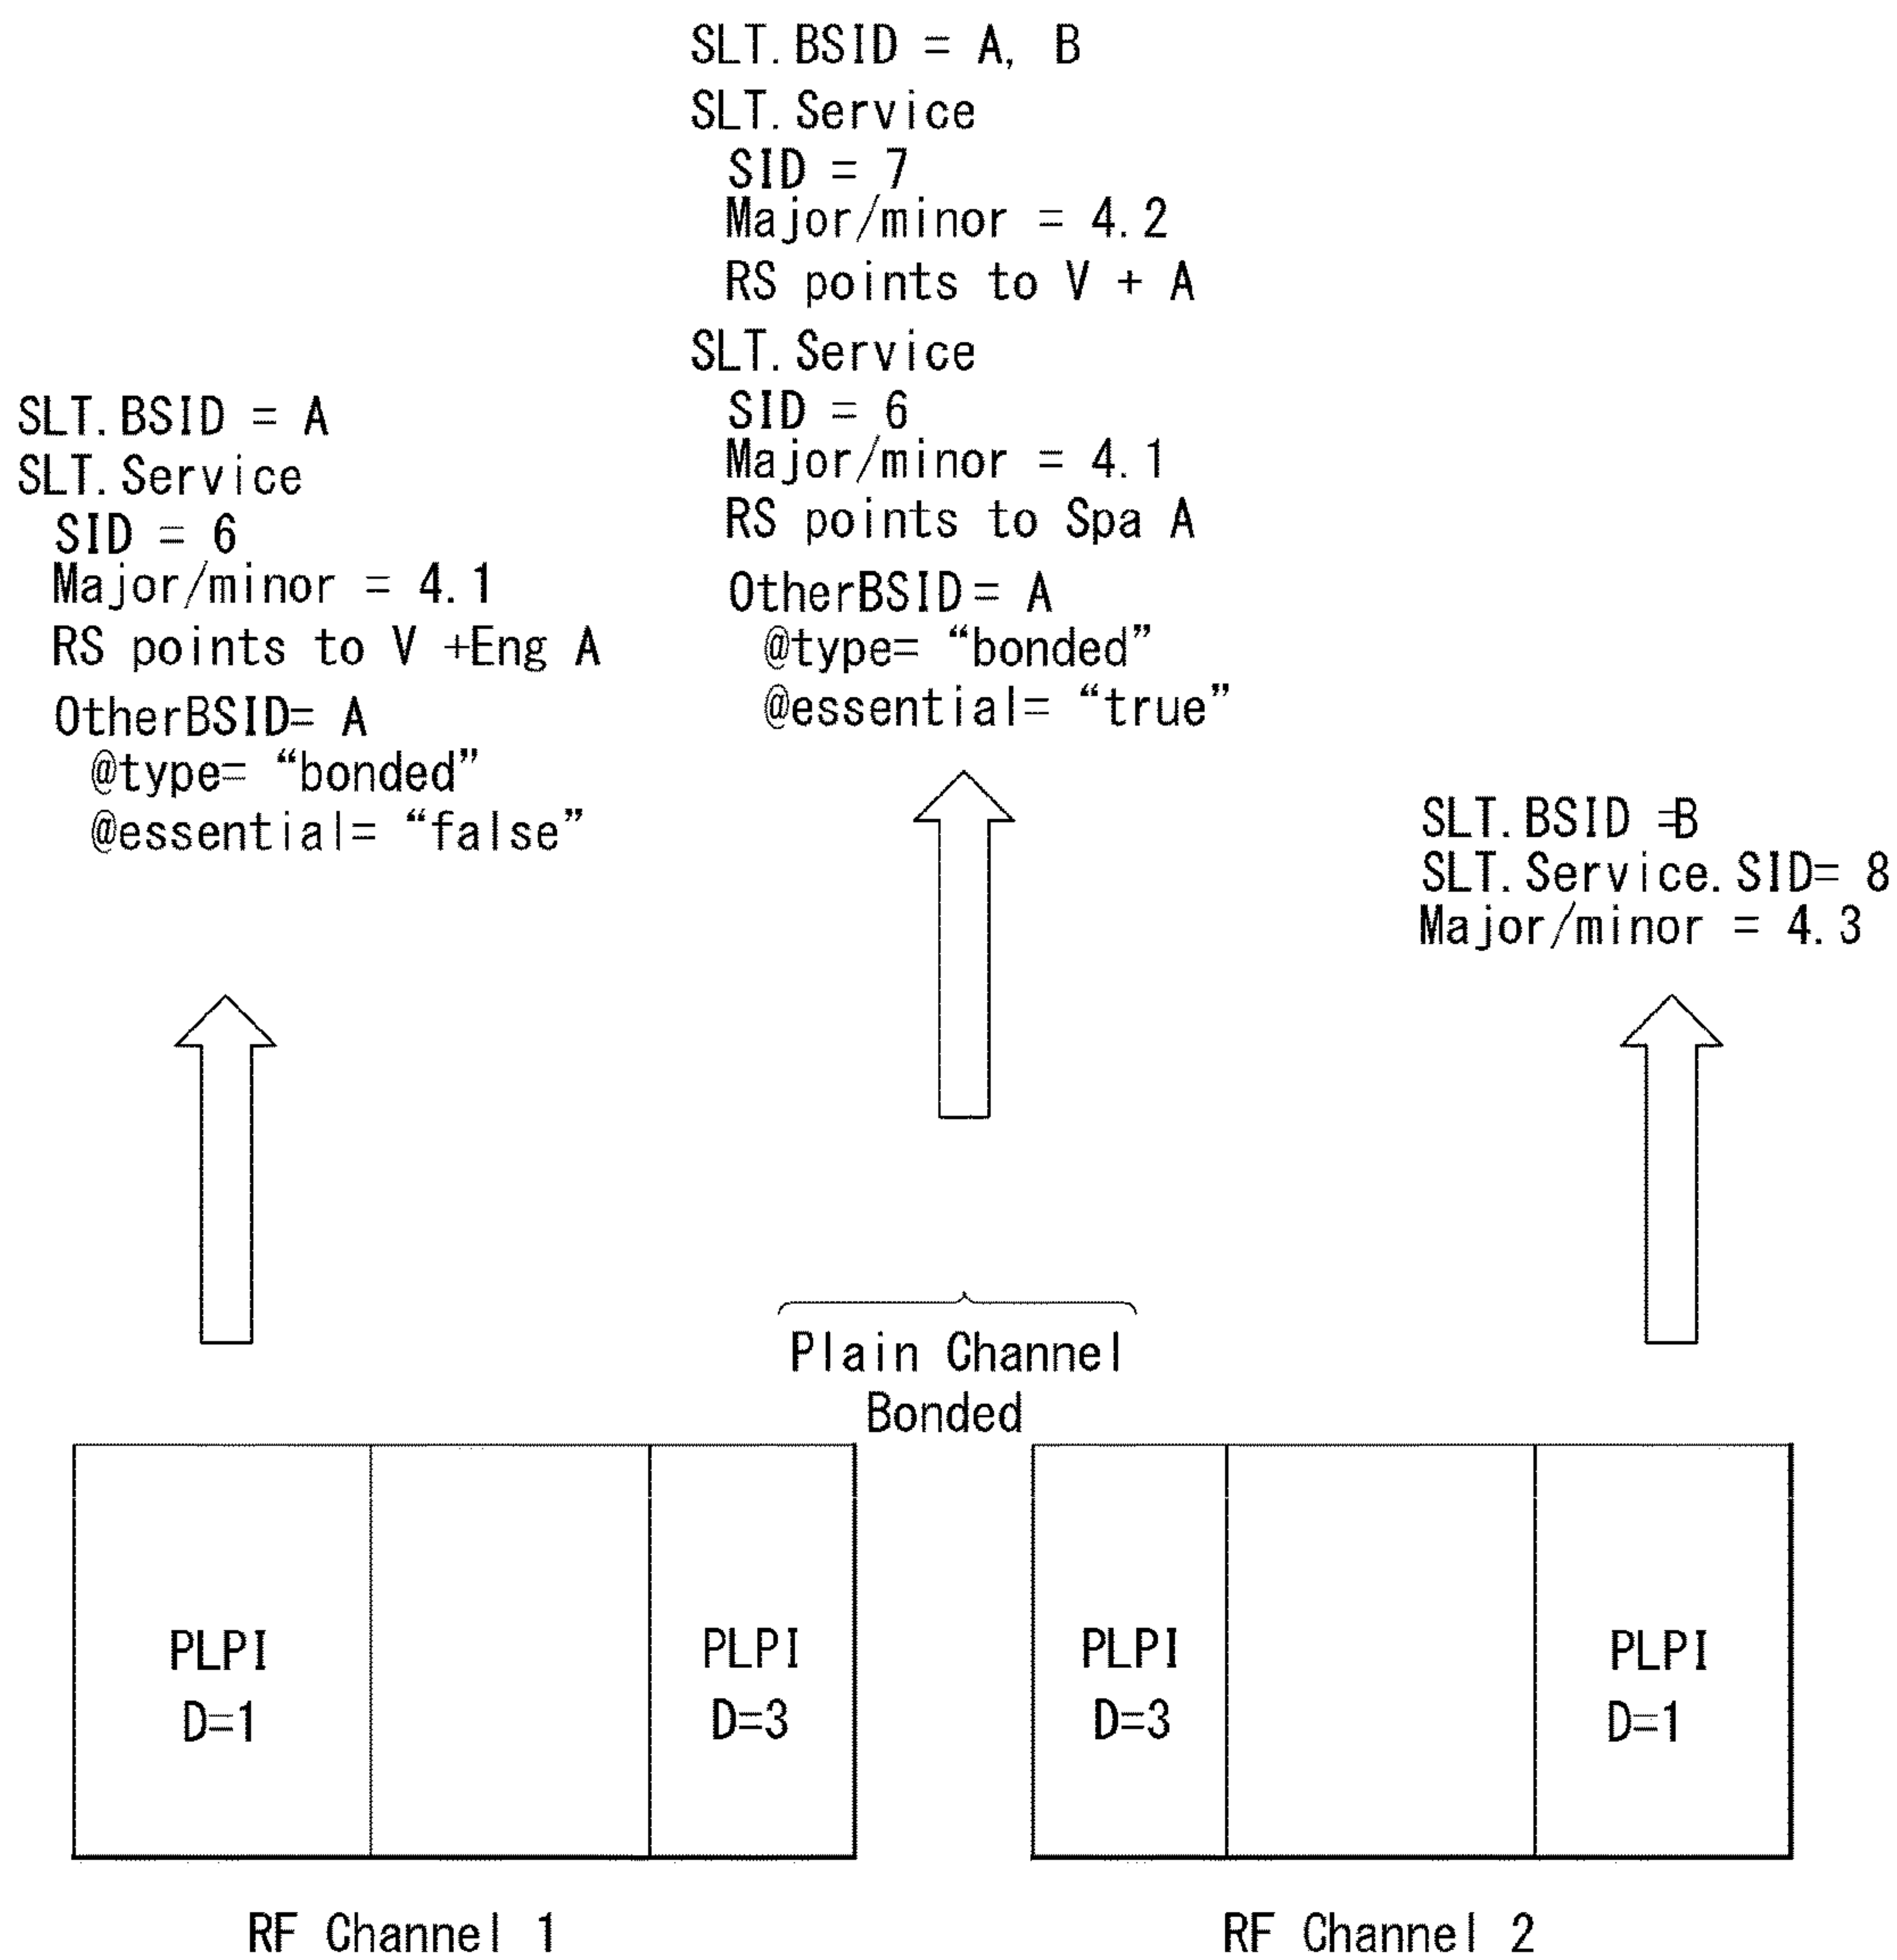 SLT.BSID = A, B
SLT.Service
SID = 7
Major/minor = 4.2
RS points to V + A
SLT.Service
SID = 6
Major/minor = 4.1
RS points to Spa A
OtherBSID= A
@type= “bonded”
@essential= “true”
SLT.BSID = A
SLT.Service
SID = 6
Major/minor = 4.1
RS points to V +Eng A
OtherBSID= A
@type= “bonded”
@essential= “false”
SLT.BSID =B
SLT.Service.SID= 8
Major/minor = 4.3
Plain Channel
Bonded
PLPI
D=1
PLPI
D=3
PLPI
D=3
PLPI
D=1
RF Channel 1
RF Channel 2